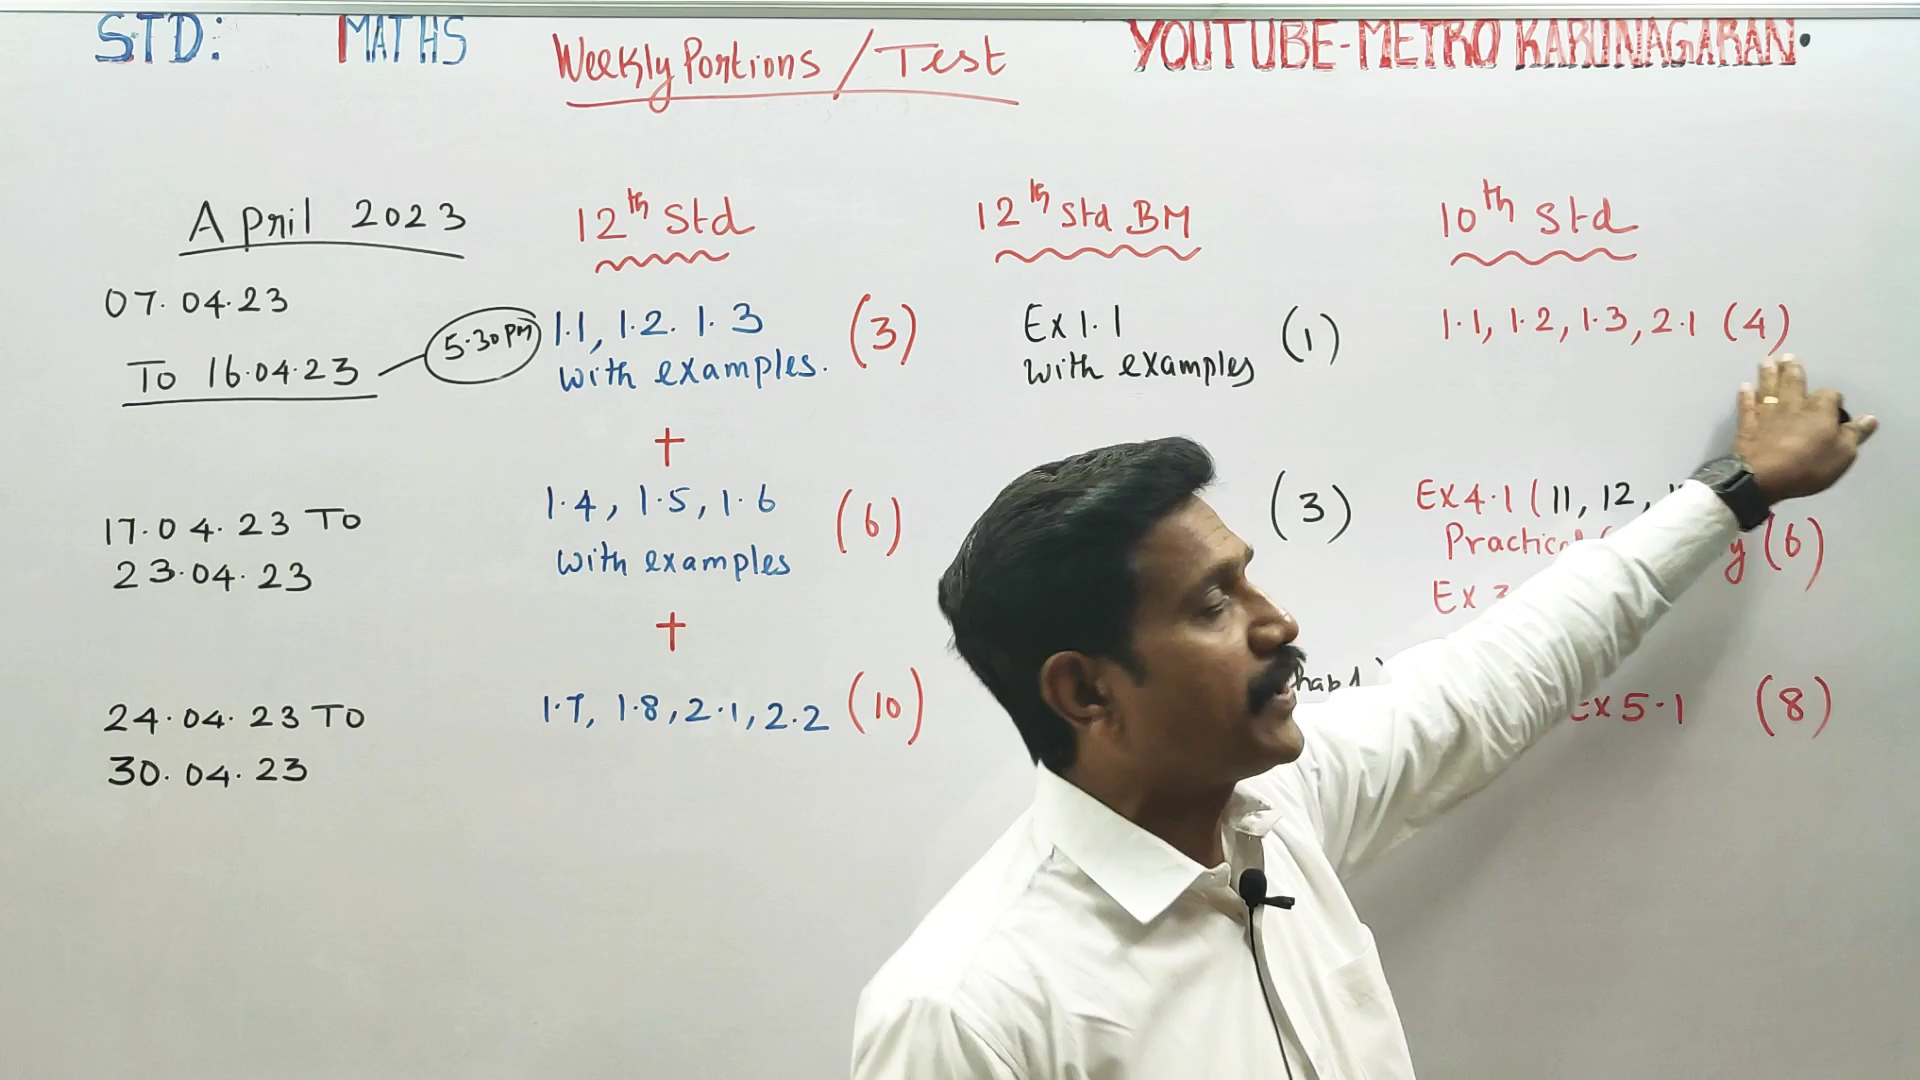 STD: MATHS Weekly Portions / Test YOUTUBE-METRO KARUNAGARAN.
April 2023 12th Std 12th Std BM 10th Std
07.04.23
To 16.04.23 5.30 PM
1.1, 1.2. 1.3 (3)
with examples.
Ex 1.1 (1)
with examples
1.1, 1.2, 1.3, 2.1 (4)
+
17.04.23 To
23.04.23
1.4, 1.5, 1.6 (6)
with examples
(3)
Ex 4.1 (11, 12,
(6)
Ex
+
24.04.23 To
30.04.23
1.7, 1.8, 2.1, 2.2 (10)
Ex 5.1 (8)